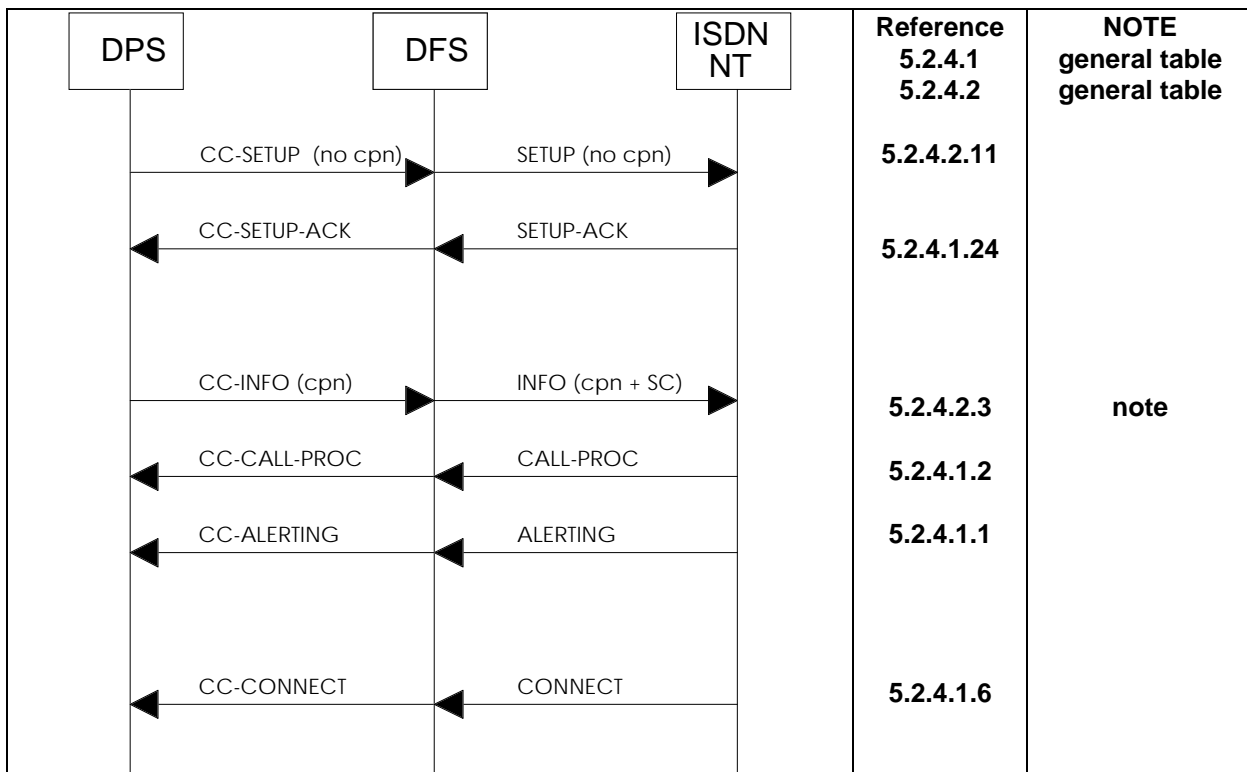 DPS
DFS
ISDN
NT
Reference
5.2.4.1
5.2.4.2
NOTE
general table
general table
CC-SETUP (no cpn)
SETUP (no cpn)
5.2.4.2.11
CC-SETUP-ACK
SETUP-ACK
5.2.4.1.24
CC-INFO (cpn)
INFO (cpn + SC)
5.2.4.2.3
note
CC-CALL-PROC
CALL-PROC
5.2.4.1.2
CC-ALERTING
ALERTING
5.2.4.1.1
CC-CONNECT
CONNECT
5.2.4.1.6